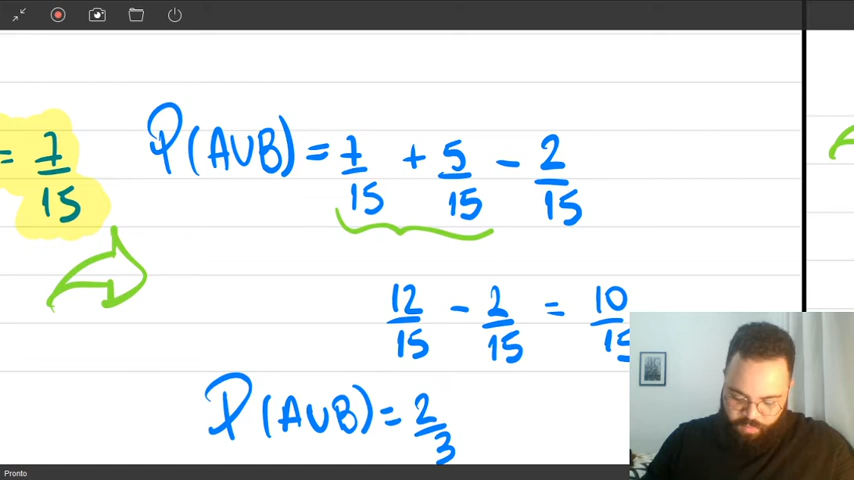 = 7/15
P(A∪B) = 7/15 + 5/15 - 2/15
12/15 - 2/15 = 10/15
P(A∪B) = 2/3
Pronto